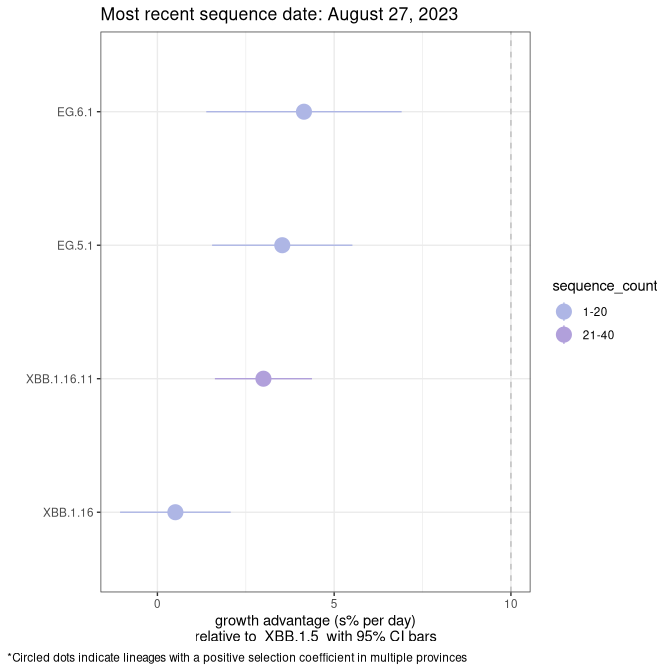 Most recent sequence date: August 27, 2023
EG.6.1
EG.5.1
XBB.1.16.11
XBB.1.16
0 5 10
growth advantage (s% per day)
relative to XBB.1.5 with 95% CI bars
sequence_count
1-20
21-40
*Circled dots indicate lineages with a positive selection coefficient in multiple provinces